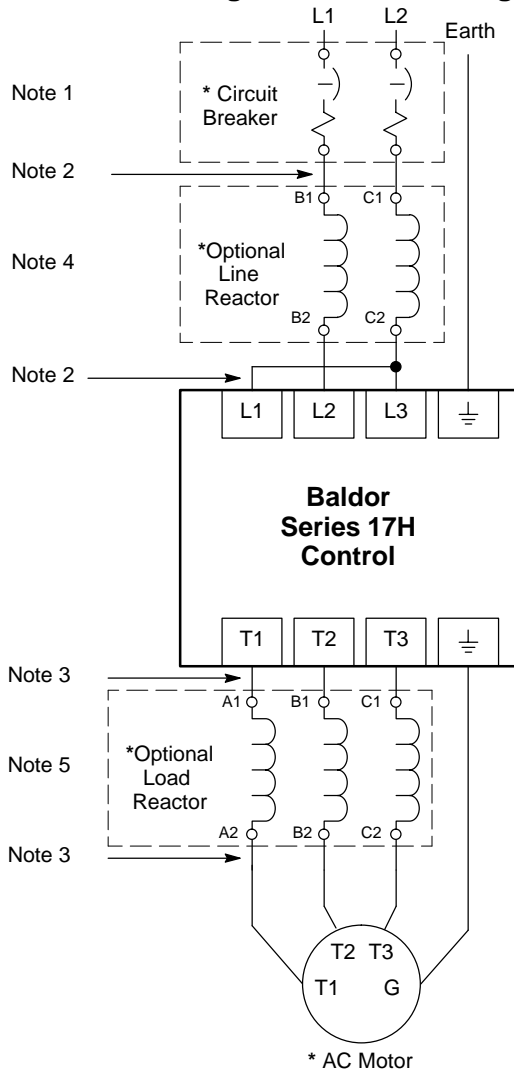 L1 L2
Earth
Note 1
* Circuit
Breaker
Note 2
B1 C1
Note 4
*Optional
Line
Reactor
B2 C2
Note 2
L1 L2 L3
Baldor
Series 17H
Control
T1 T2 T3
Note 3
A1 B1 C1
Note 5
*Optional
Load
Reactor
A2 B2 C2
Note 3
T2 T3
T1 G
* AC Motor